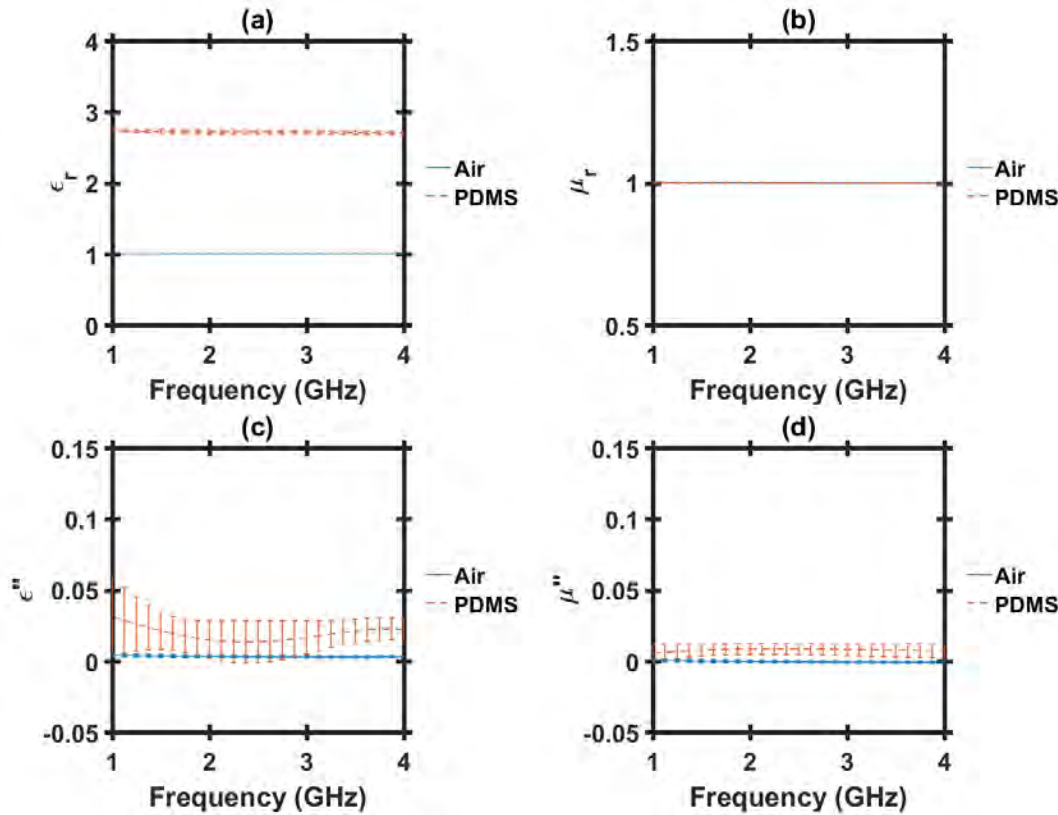 (a)
4
3
2
1
0
ϵr
1 2 3 4
Frequency (GHz)
Air
PDMS
(b)
1.5
1
0.5
μr
1 2 3 4
Frequency (GHz)
Air
PDMS
(c)
0.15
0.1
0.05
0
-0.05
ϵ"
1 2 3 4
Frequency (GHz)
Air
PDMS
(d)
0.15
0.1
0.05
0
-0.05
μ"
1 2 3 4
Frequency (GHz)
Air
PDMS